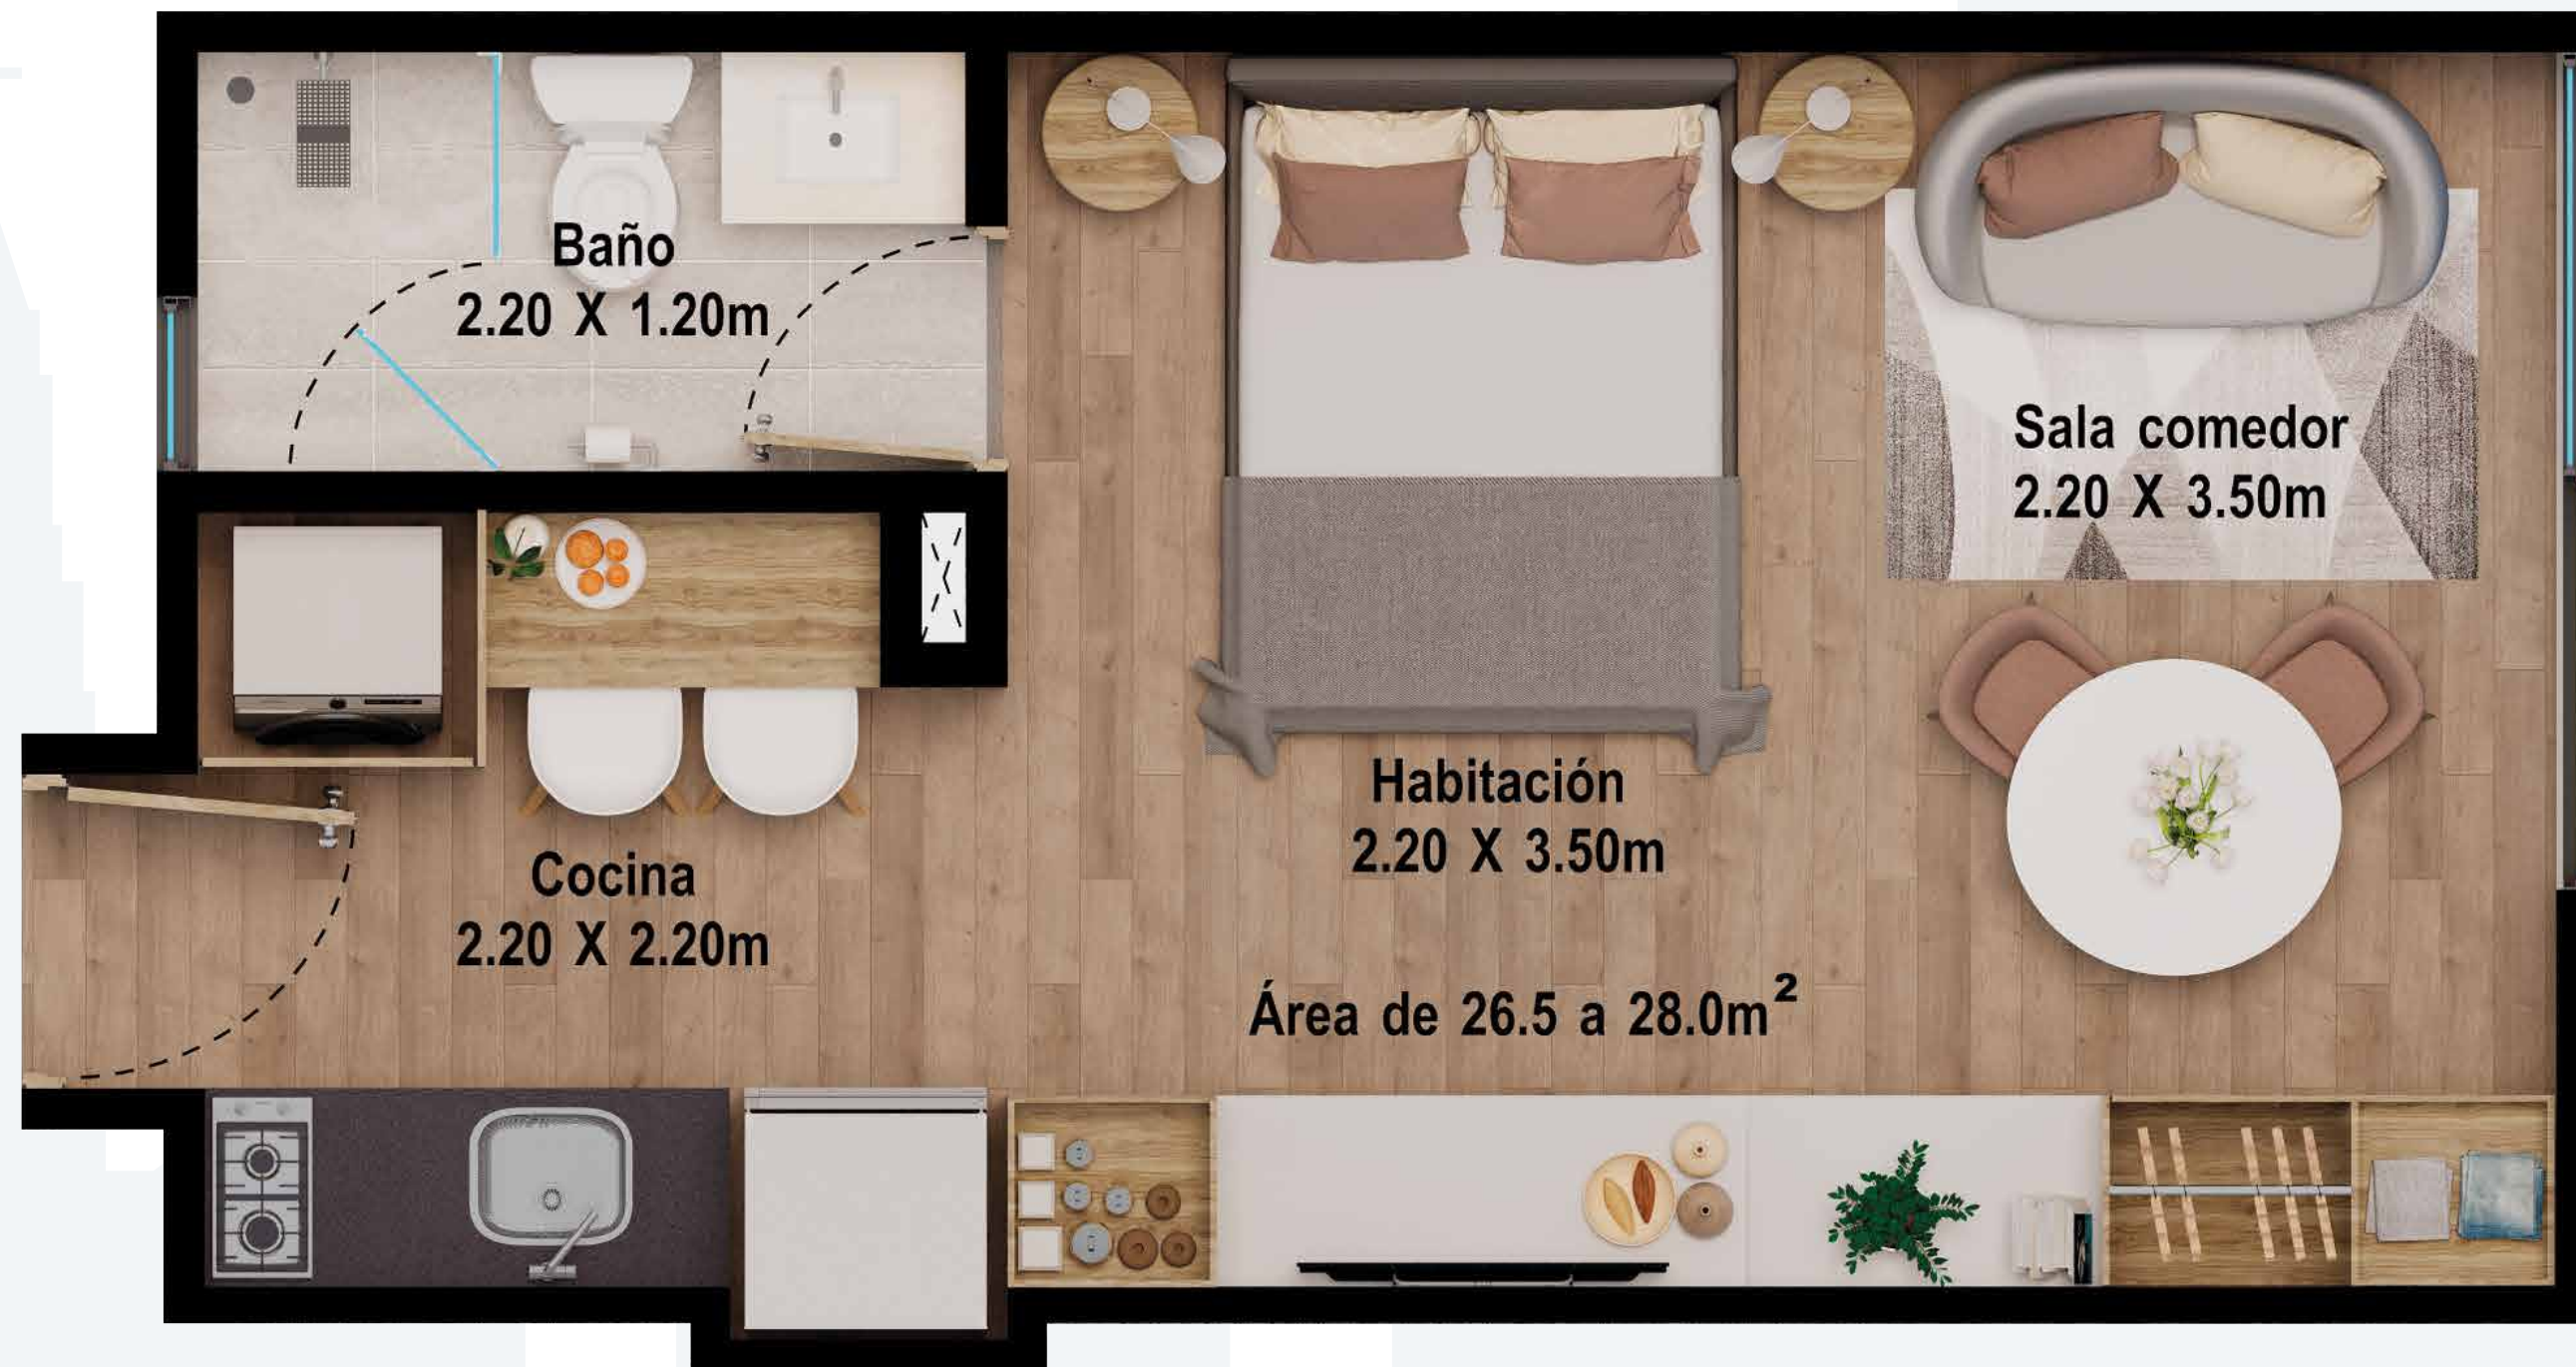 Baño
2.20 X 1.20m
Sala comedor
2.20 X 3.50m
Habitación
2.20 X 3.50m
Cocina
2.20 X 2.20m
Área de 26.5 a 28.0m²